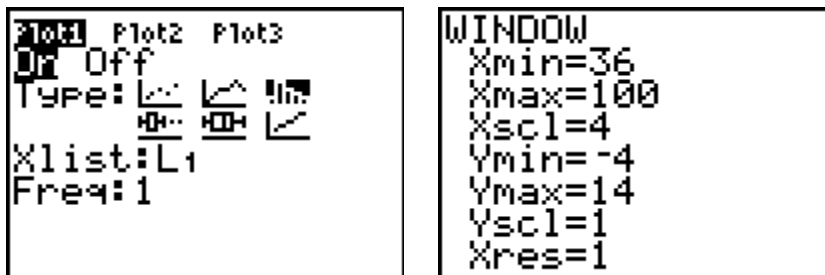 Plot1 Plot2 Plot3
On Off
Type:
Xlist:L₁
Freq:1
WINDOW
Xmin=36
Xmax=100
Xscl=4
Ymin=-4
Ymax=14
Yscl=1
Xres=1